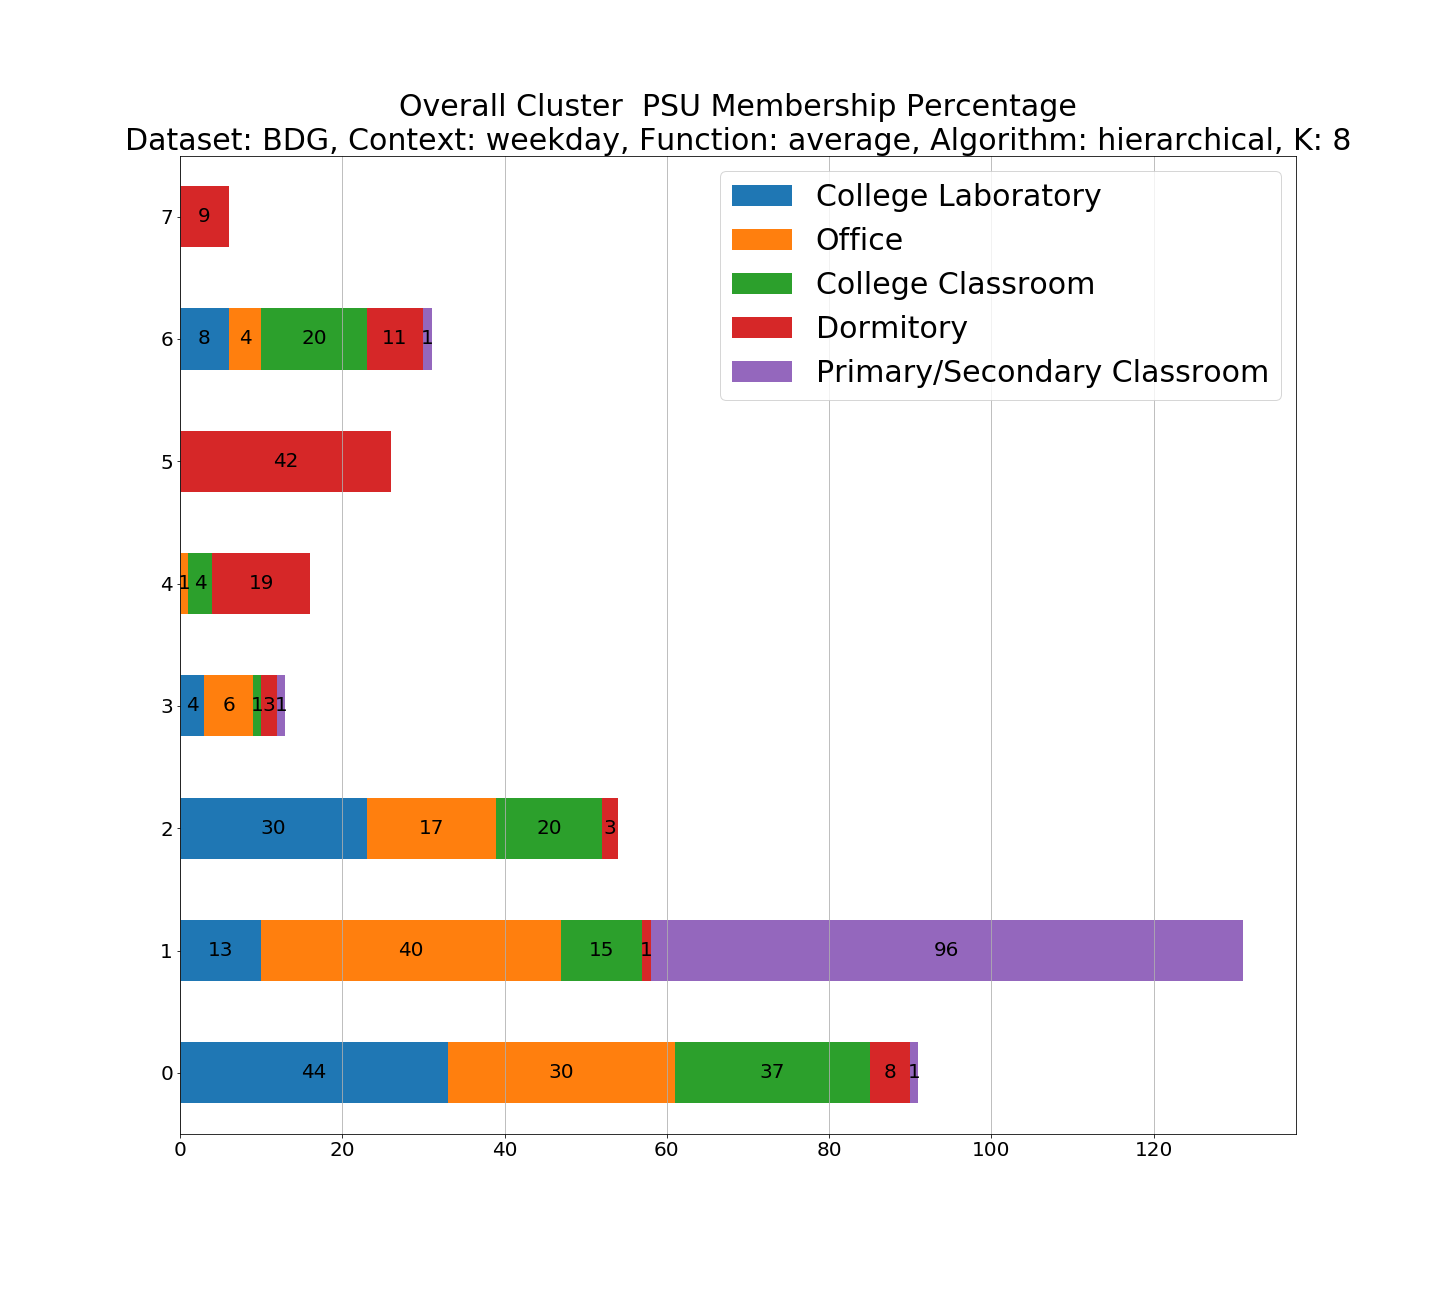 Overall Cluster  PSU Membership Percentage
Dataset: BDG, Context: weekday, Function: average, Algorithm: hierarchical, K: 8
College Laboratory
Office
College Classroom
Dormitory
Primary/Secondary Classroom
7 9
6 8 4 20 11 1
5 42
4 1 4 19
3 4 6 1 3 1
2 30 17 20 3
1 13 40 15 1 96
0 44 30 37 8 1
0 20 40 60 80 100 120